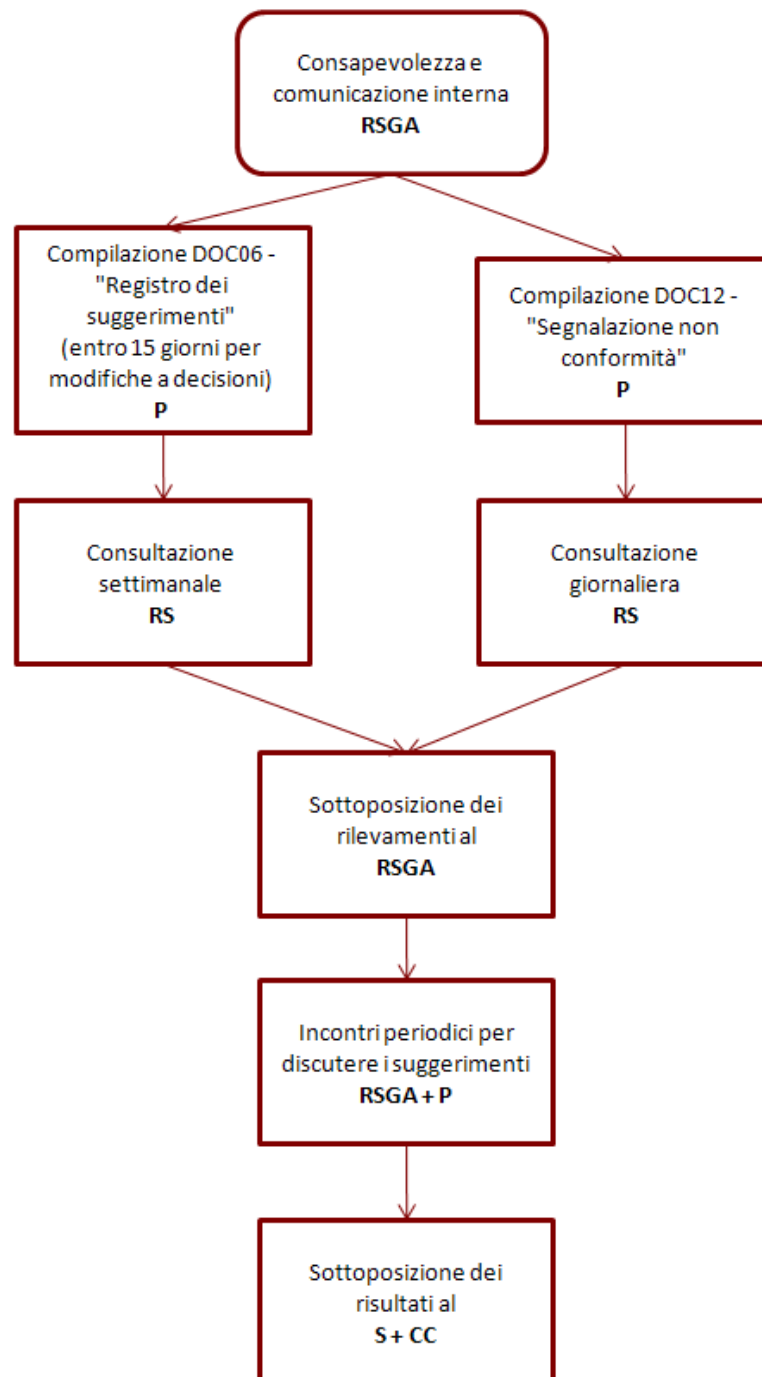 Consapevolezza e
comunicazione interna
RSGA
Compilazione DOC06 -
"Registro dei
suggerimenti"
(entro 15 giorni per
modifiche a decisioni)
P
Compilazione DOC12 -
"Segnalazione non
conformità"
P
Consultazione
settimanale
RS
Consultazione
giornaliera
RS
Sottoposizione dei
rilevamenti al
RSGA
Incontri periodici per
discutere i suggerimenti
RSGA + P
Sottoposizione dei
risultati al
S + CC